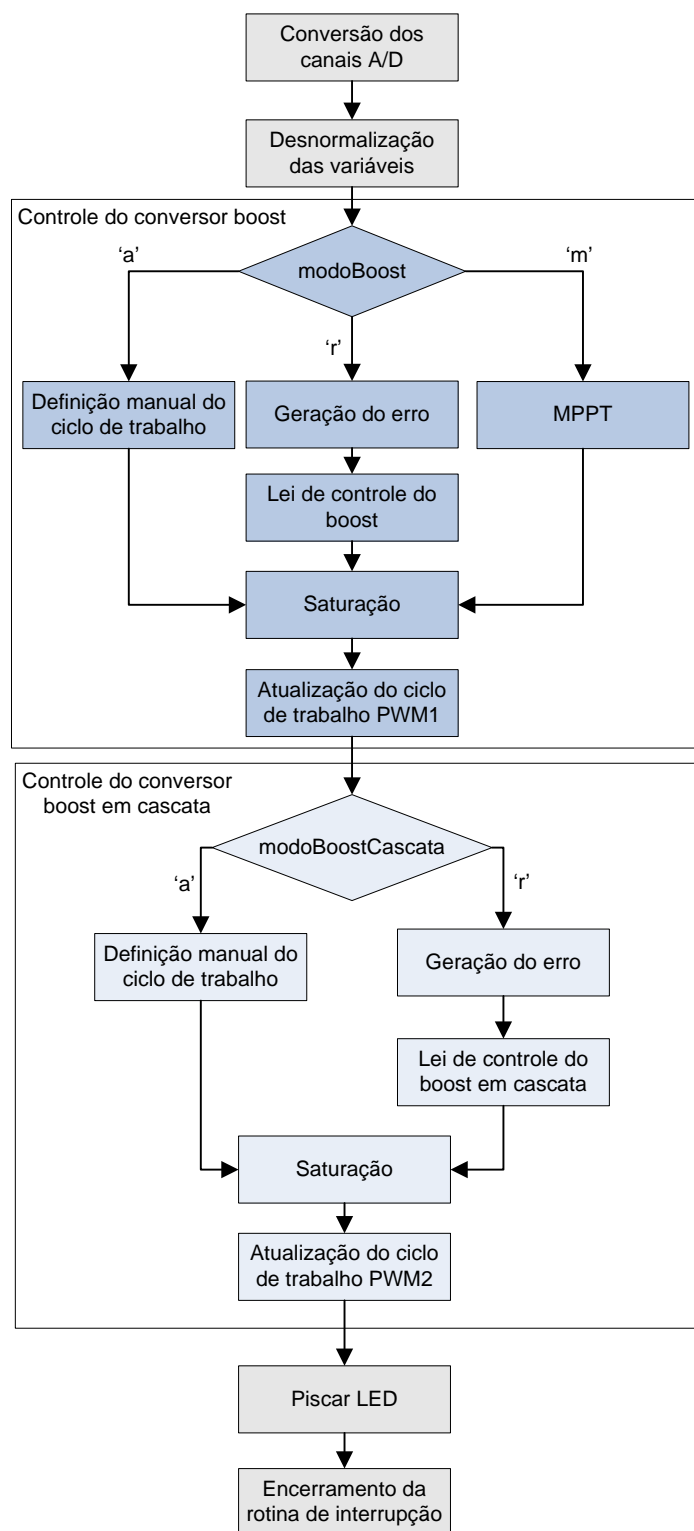 Conversão dos
canais A/D
Desnormalização
das variáveis
Controle do conversor boost
‘a’
modoBoost
‘m’
‘r’
Definição manual do
ciclo de trabalho
Geração do erro
MPPT
Lei de controle do
boost
Saturação
Atualização do ciclo
de trabalho PWM1
Controle do conversor
boost em cascata
modoBoostCascata
‘a’
‘r’
Definição manual do
ciclo de trabalho
Geração do erro
Lei de controle do
boost em cascata
Saturação
Atualização do ciclo
de trabalho PWM2
Piscar LED
Encerramento da
rotina de interrupção